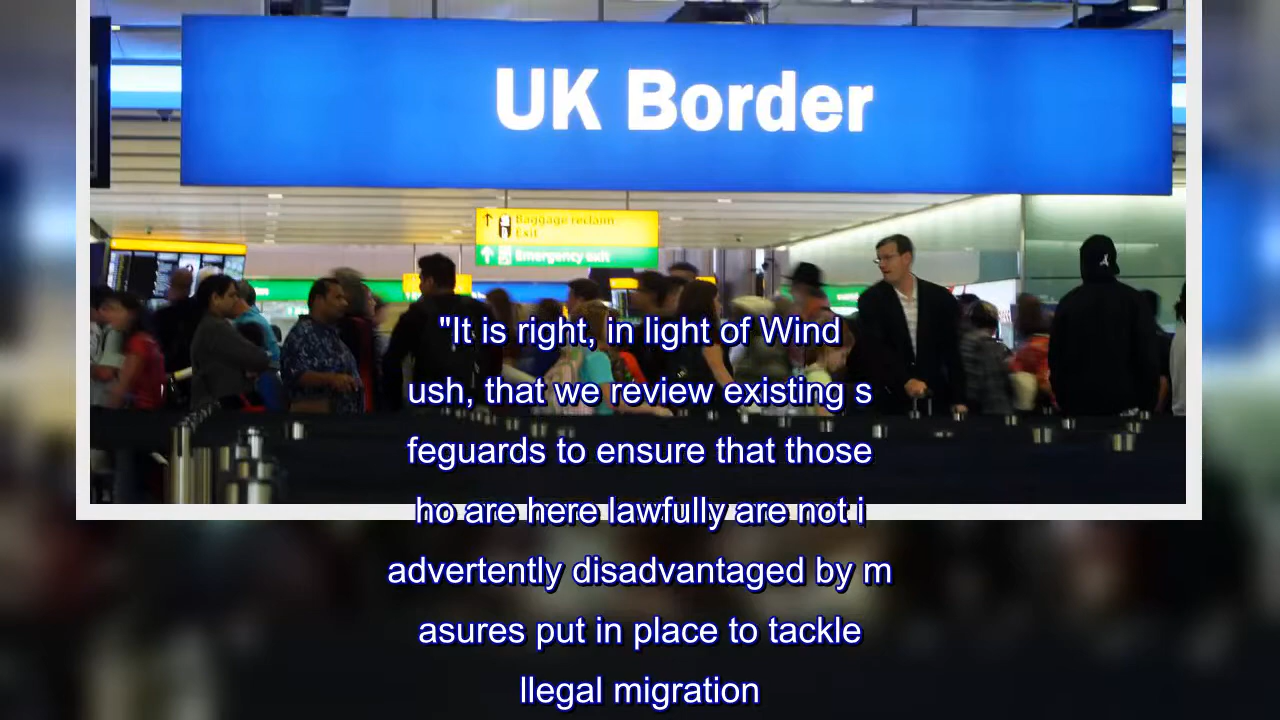 UK Border
Baggage reclaim
Exit
Emergency exit
"It is right, in light of Wind
ush, that we review existing s
feguards to ensure that those
ho are here lawfully are not i
advertently disadvantaged by m
asures put in place to tackle
llegal migration